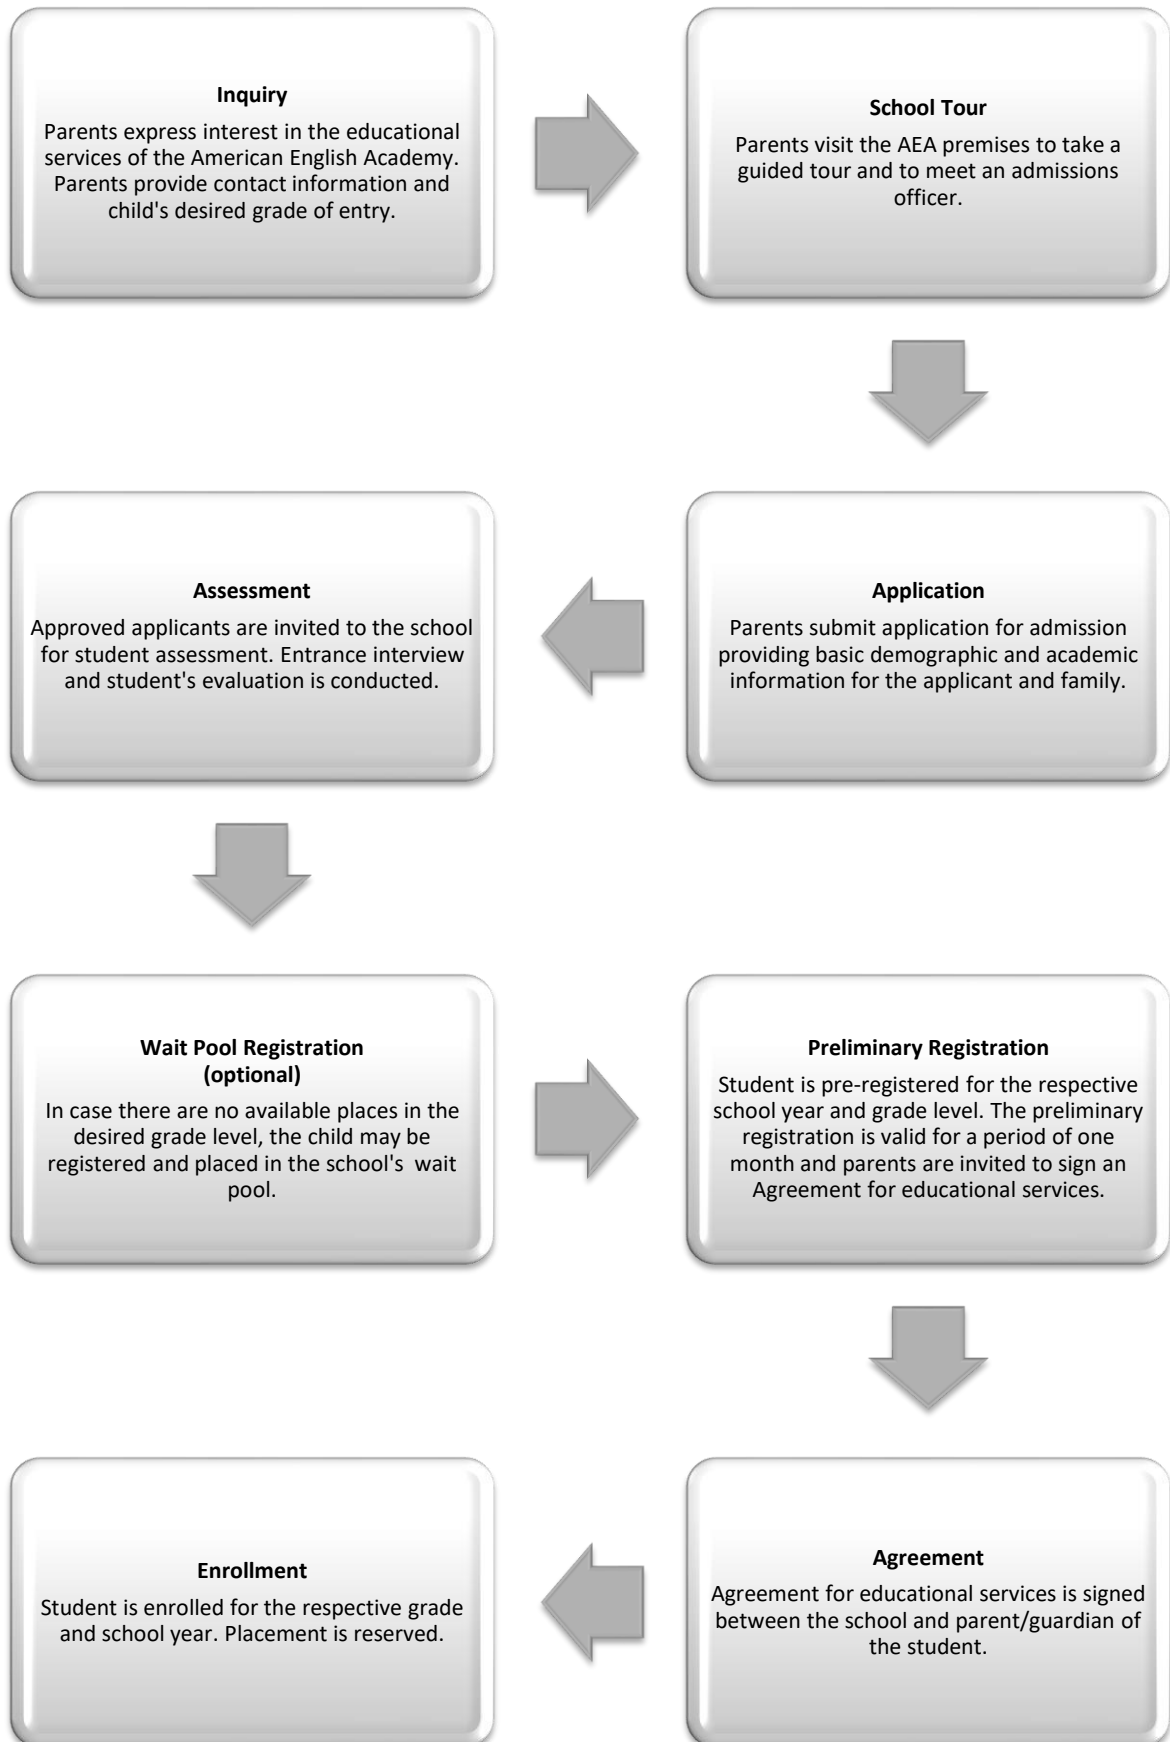 Inquiry
Parents express interest in the educational
services of the American English Academy.
Parents provide contact information and
child's desired grade of entry.
School Tour
Parents visit the AEA premises to take a
guided tour and to meet an admissions
officer.
Application
Parents submit application for admission
providing basic demographic and academic
information for the applicant and family.
Assessment
Approved applicants are invited to the school
for student assessment. Entrance interview
and student's evaluation is conducted.
Wait Pool Registration
(optional)
In case there are no available places in the
desired grade level, the child may be
registered and placed in the school's  wait
pool.
Preliminary Registration
Student is pre-registered for the respective
school year and grade level. The preliminary
registration is valid for a period of one
month and parents are invited to sign an
Agreement for educational services.
Agreement
Agreement for educational services is signed
between the school and parent/guardian of
the student.
Enrollment
Student is enrolled for the respective grade
and school year. Placement is reserved.